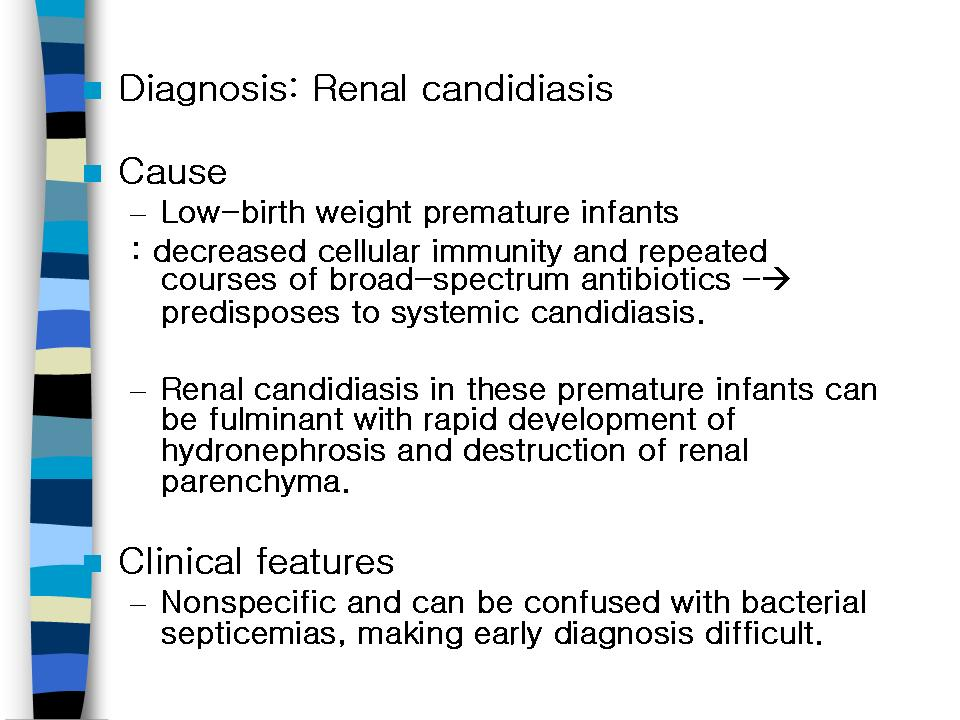 Diagnosis: Renal candidiasis
Cause
– Low-birth weight premature infants
: decreased cellular immunity and repeated
courses of broad-spectrum antibiotics -→
predisposes to systemic candidiasis.
– Renal candidiasis in these premature infants can
be fulminant with rapid development of
hydronephrosis and destruction of renal
parenchyma.
Clinical features
– Nonspecific and can be confused with bacterial
septicemias, making early diagnosis difficult.